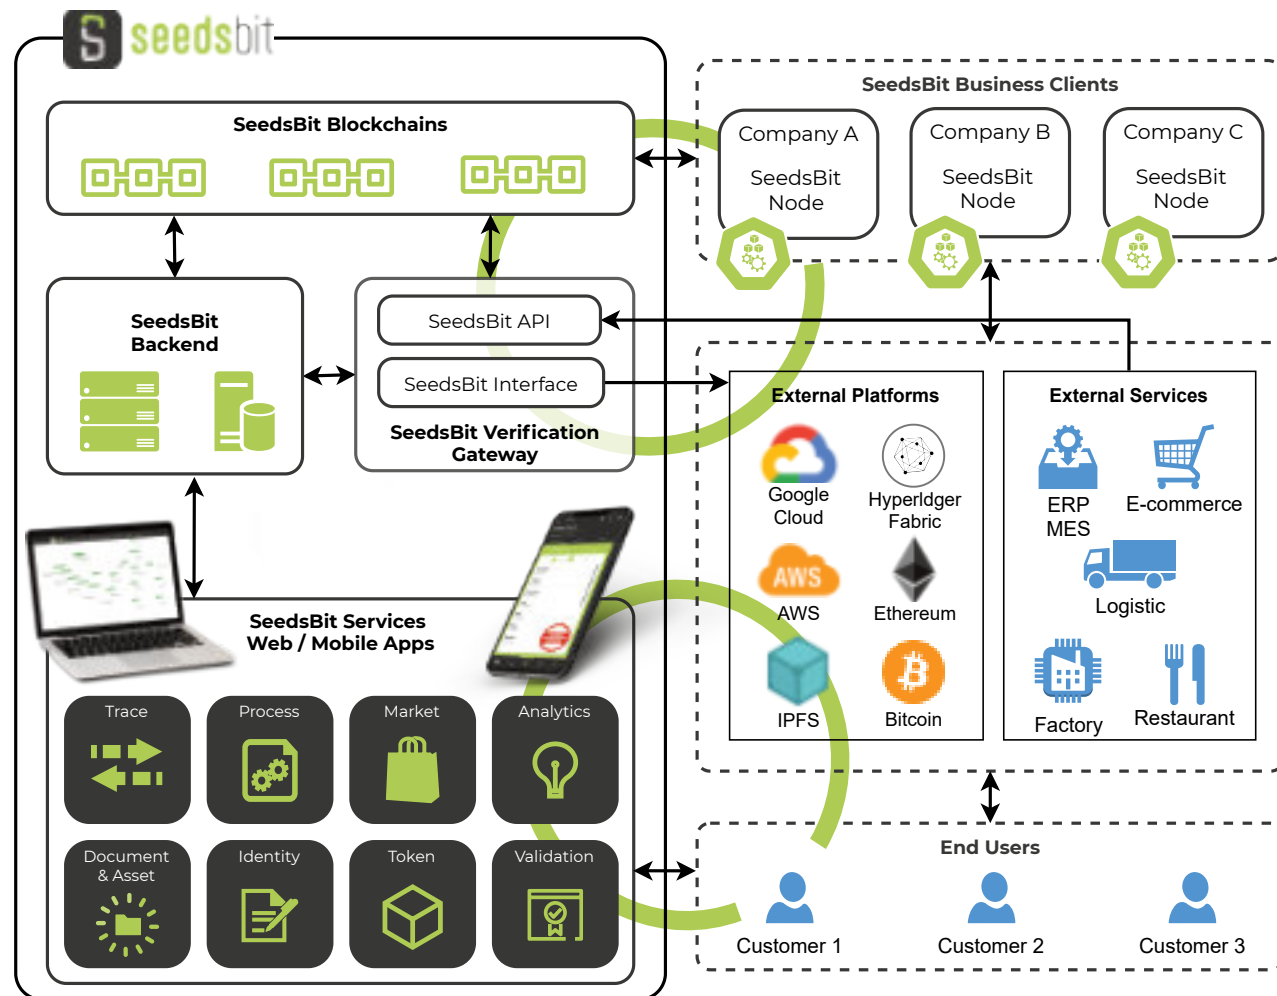 S seedsbit
SeedsBit Blockchains
SeedsBit Business Clients
Company A
SeedsBit
Node
Company B
SeedsBit
Node
Company C
SeedsBit
Node
SeedsBit
Backend
SeedsBit API
SeedsBit Interface
SeedsBit Verification
Gateway
External Platforms
Google
Cloud
Hyperldger
Fabric
AWS
AWS
Ethereum
IPFS
Bitcoin
External Services
ERP
MES
E-commerce
Logistic
Factory
Restaurant
SeedsBit Services
Web / Mobile Apps
Trace
Process
Market
Analytics
Document
& Asset
Identity
Token
Validation
End Users
Customer 1
Customer 2
Customer 3